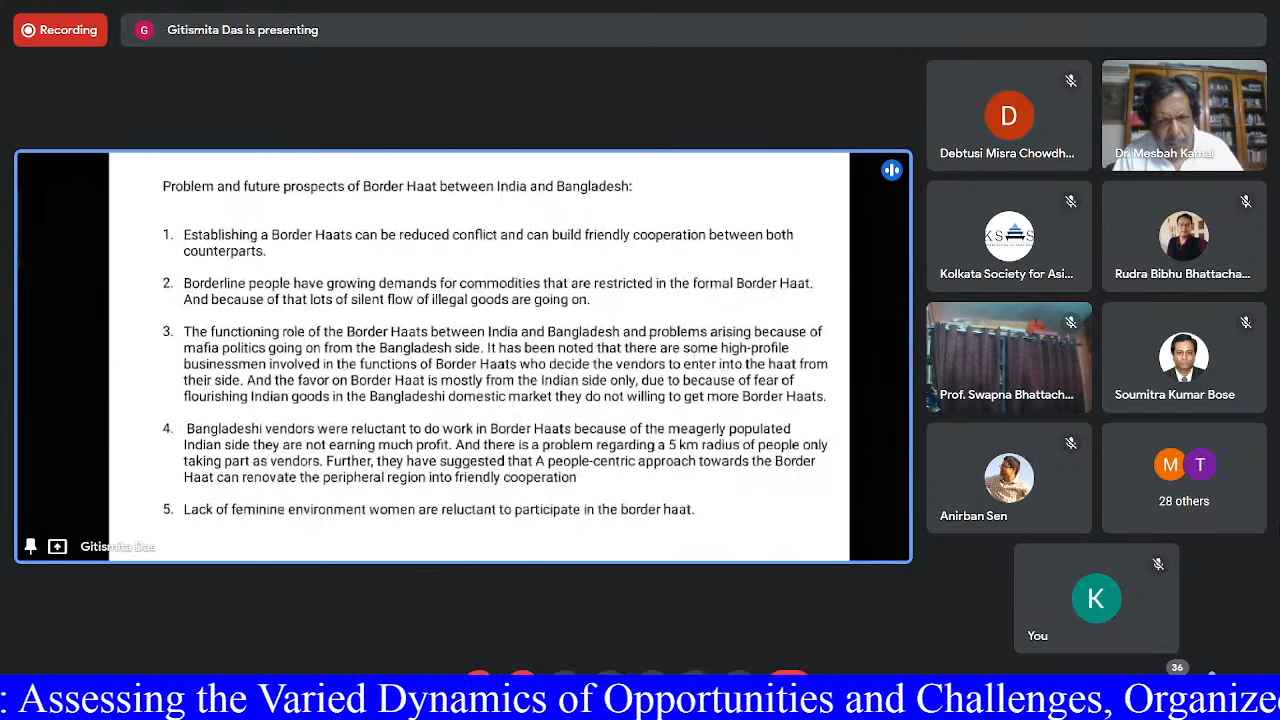 Recording
G
Gitismita Das is presenting
Problem and future prospects of Border Haat between India and Bangladesh:
1. Establishing a Border Haats can be reduced conflict and can build friendly cooperation between both
counterparts.
2. Borderline people have growing demands for commodities that are restricted in the formal Border Haat.
And because of that lots of silent flow of illegal goods are going on.
3. The functioning role of the Border Haats between India and Bangladesh and problems arising because of
mafia politics going on from the Bangladesh side. It has been noted that there are some high-profile
businessmen involved in the functions of Border Haats who decide the vendors to enter into the haat from
their side. And the favor on Border Haat is mostly from the Indian side only, due to because of fear of
flourishing Indian goods in the Bangladeshi domestic market they do not willing to get more Border Haats.
4. Bangladeshi vendors were reluctant to do work in Border Haats because of the meagerly populated
Indian side they are not earning much profit. And there is a problem regarding a 5 km radius of people only
taking part as vendors. Further, they have suggested that A people-centric approach towards the Border
Haat can renovate the peripheral region into friendly cooperation
5. Lack of feminine environment women are reluctant to participate in the border haat.
Gitismita Das
D
Debtusi Misra Chowdh...
Dr. Mesbah Kamal
KSAS
Kolkata Society for Asi...
Rudra Bibhu Bhattacha...
Prof. Swapna Bhattach...
Soumitra Kumar Bose
Anirban Sen
M T
28 others
K
You
36
: Assessing the Varied Dynamics of Opportunities and Challenges, Organize